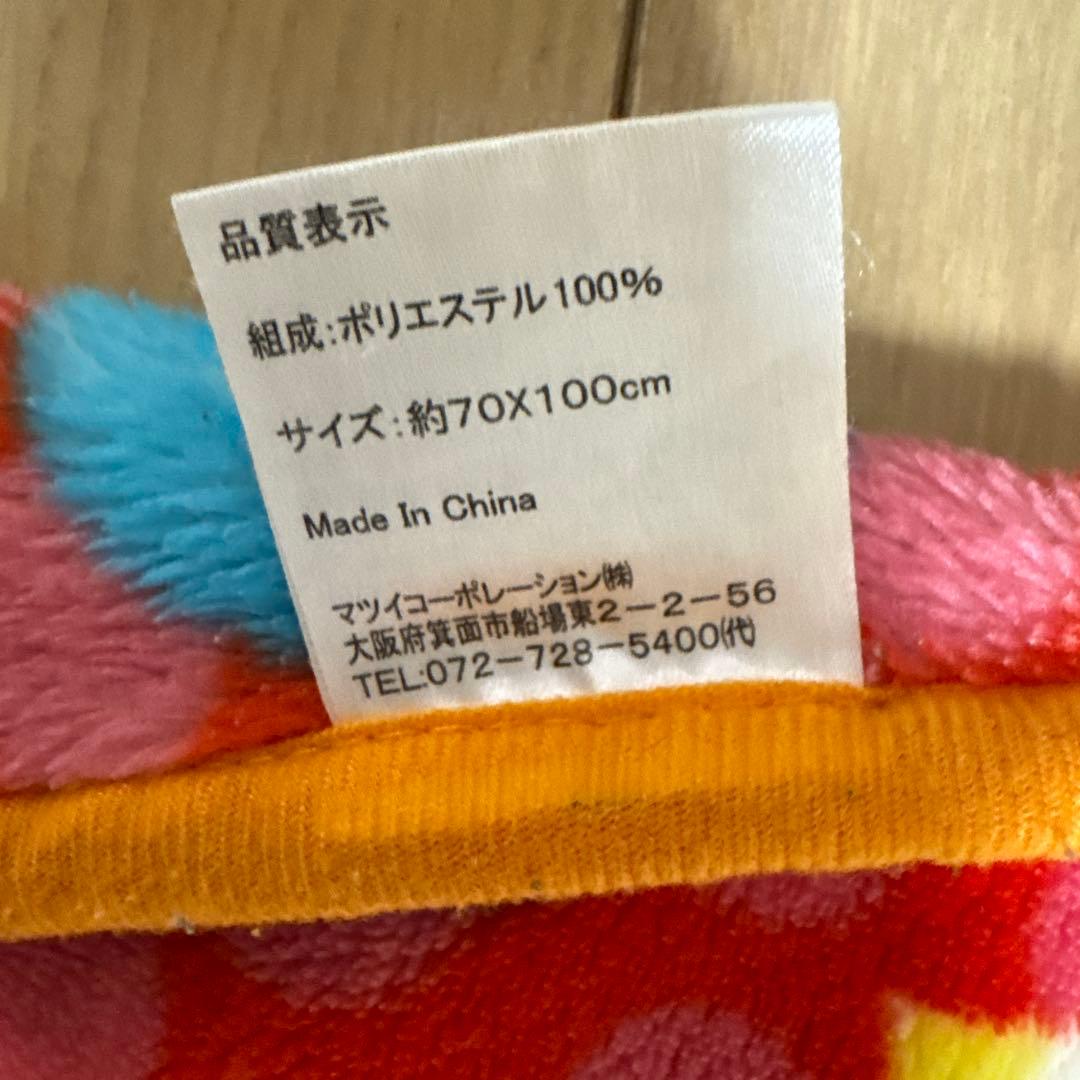 品質表示
組成:ポリエステル100%
サイズ:約70X100cm
Made In China
マツイコーポレーション㈱
大阪府箕面市船場東2-2-56
TEL:072-728-5400㈹